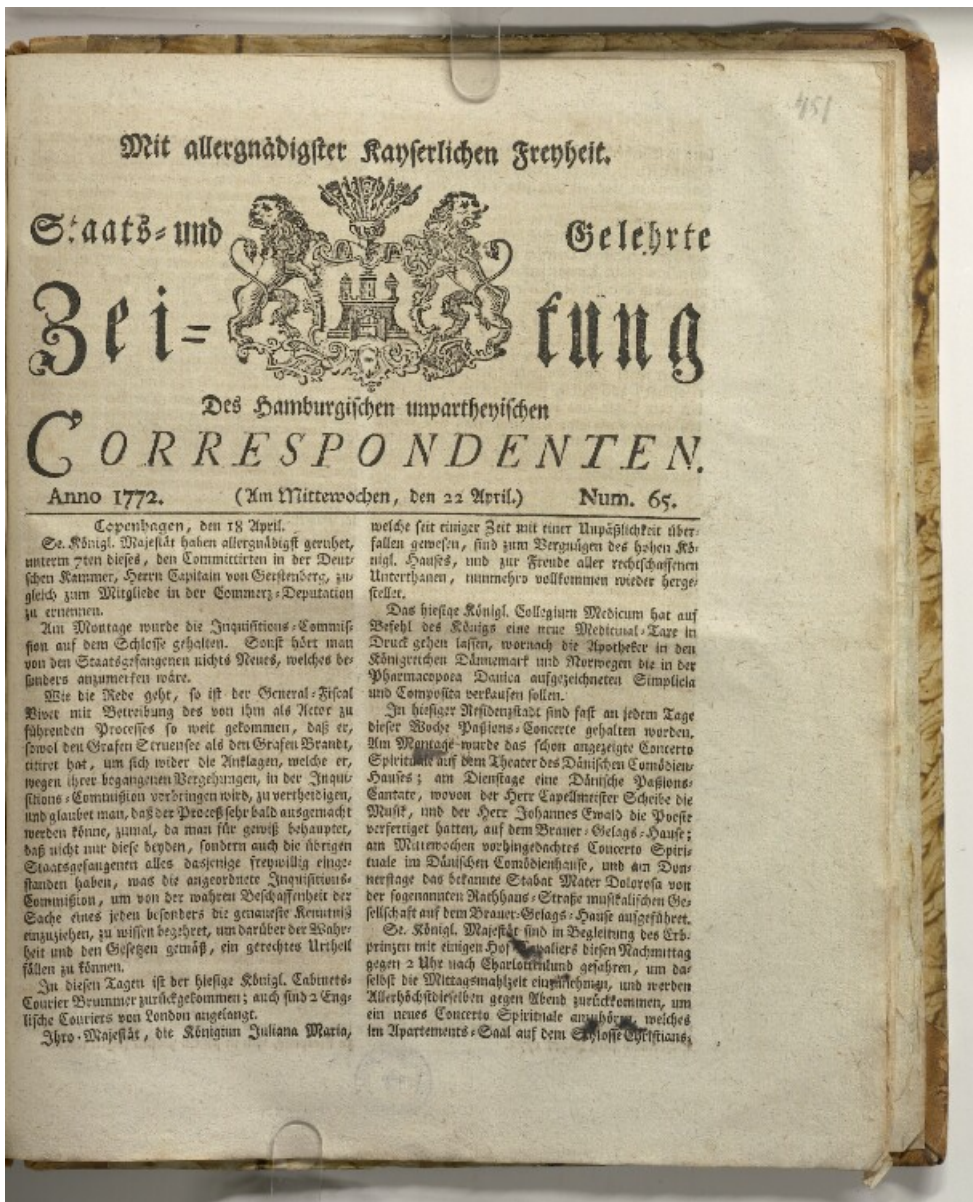 151
Mit allergnädigster Kayserlichen Freyheit.
Staats- und Gelehrte
Zei-tung
Des Hamburgischen unpartheyischen
CORRESPONDENTEN.
Anno 1772. (Am Mittewochen, den 22 April.) Num. 65.
Copenhagen, den 18 April.
Se. Königl. Majestät haben allergnädigst geruhet,
unterm 7ten dieses, den Committirten in der Deut-
schen Kammer, Herrn Capitain von Gerstenberg, zu-
gleich zum Mitgliede in der Commerz-Deputation
zu ernennen.
Am Montage wurde die Inquisitions-Commis-
sion auf dem Schlosse gehalten. Sonst hört man
von den Staatsgefangenen nichts Neues, welches be-
sonders anzumerken wäre.
Wie die Rede geht, so ist der General-Fiscal
Wivet mit Betreibung des von ihm als Actor zu
führenden Processes so weit gekommen, daß er,
sowol den Grafen Struensee als den Grafen Brandt,
citiret hat, um sich wider die Anklagen, welche er,
wegen ihrer begangenen Vergehungen, in der Inqui-
sitions-Commißion vorbringen wird, zu vertheidigen,
und glaubet man, daß der Proceß sehr bald ausgemacht
werden könne, zumal, da man für gewiß behauptet,
daß nicht nur diese beyden, sondern auch die übrigen
Staatsgefangenen alles dasjenige freywillig einge-
standen haben, was die angeordnete Inquisitions-
Commißion, um von der wahren Beschaffenheit der
Sache eines jeden besonders die genaueste Kenntniß
einzuziehen, zu wissen begehret, um darüber der Wahr-
heit und den Gesetzen gemäß, ein gerechtes Urtheil
fällen zu können.
In diesen Tagen ist der hiesige Königl. Cabinets-
Courier Brummer zurückgekommen; auch sind 2 Eng-
lische Couriers von London angelangt.
Ihro Majestät, die Königinn Juliana Maria,
welche seit einiger Zeit mit einer Unpäßlichkeit über-
fallen gewesen, sind zum Vergnügen des hohen Kö-
nigl. Hauses, und zur Freude aller rechtschaffenen
Unterthanen, nunmehro vollkommen wieder herge-
stellet.
Das hiesige Königl. Collegium Medicum hat auf
Befehl des Königs eine neue Medicinal-Taxe in
Druck gehen lassen, wornach die Apotheker in den
Königreichen Dännemark und Norwegen die in der
Pharmacopoea Danica aufgezeichneten Simplicia
und Composita verkaufen sollen.
In hiesiger Residenzstadt sind fast an jedem Tage
dieser Woche Paßions-Concerte gehalten worden.
Am Montage wurde das schon angezeigte Concerto
Spirituale auf dem Theater des Dänischen Comödien-
Hauses; am Dienstage eine Dänische Paßions-
Cantate, wovon der Herr Capellmeister Scheibe die
Musik, und der Herr Johannes Ewald die Poesie
verfertiget hatten, auf dem Brauer-Gelags-Hause;
am Mittewochen vorhingedachtes Concerto Spiri-
tuale im Dänischen Comödienhause, und am Don-
nerstage das bekannte Stabat Mater Dolorosa von
der sogenannten Rathhaus-Straße musikalischen Ge-
sellschaft auf dem Brauer-Gelags-Hause aufgeführet.
Se. Königl. Majestät sind in Begleitung des Erb-
prinzen mit einigen Hof Cavaliers diesen Nachmittag
gegen 2 Uhr nach Charlottenlund gefahren, um da-
selbst die Mittagsmahlzeit einzunehmen, und werden
Allerhöchstdieselben gegen Abend zurückkommen, um
ein neues Concerto Spirituale anzuhören, welches
im Apartements-Saal auf dem Schlosse Christians-